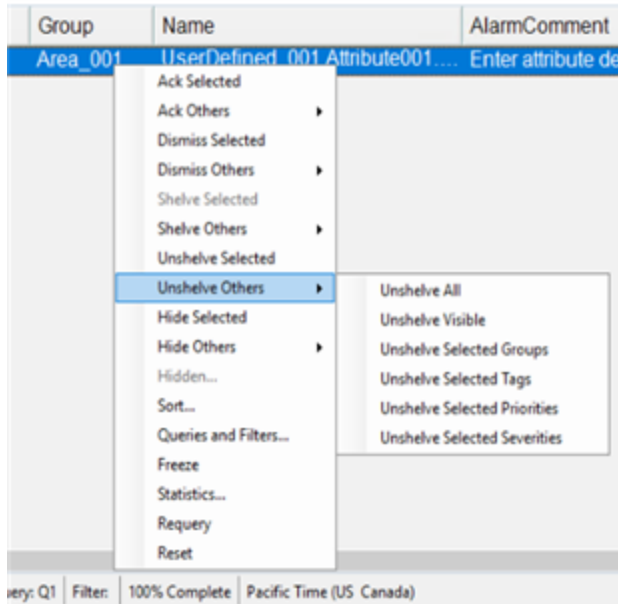 Group Name AlarmComment
Area_001 UserDefined_001.Attribute001.... Enter attribute de
Ack Selected
Ack Others
Dismiss Selected
Dismiss Others
Shelve Selected
Shelve Others
Unshelve Selected
Unshelve Others
Unshelve All
Unshelve Visible
Unshelve Selected Groups
Unshelve Selected Tags
Unshelve Selected Priorities
Unshelve Selected Severities
Hide Selected
Hide Others
Hidden...
Sort...
Queries and Filters...
Freeze
Statistics...
Requery
Reset
ery: Q1 Filter: 100% Complete Pacific Time (US Canada)